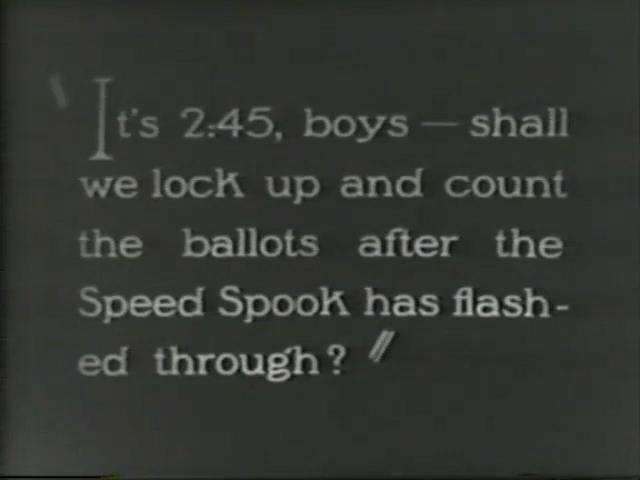 "It's 2:45, boys — shall
we lock up and count
the ballots after the
Speed Spook has flash-
ed through?"